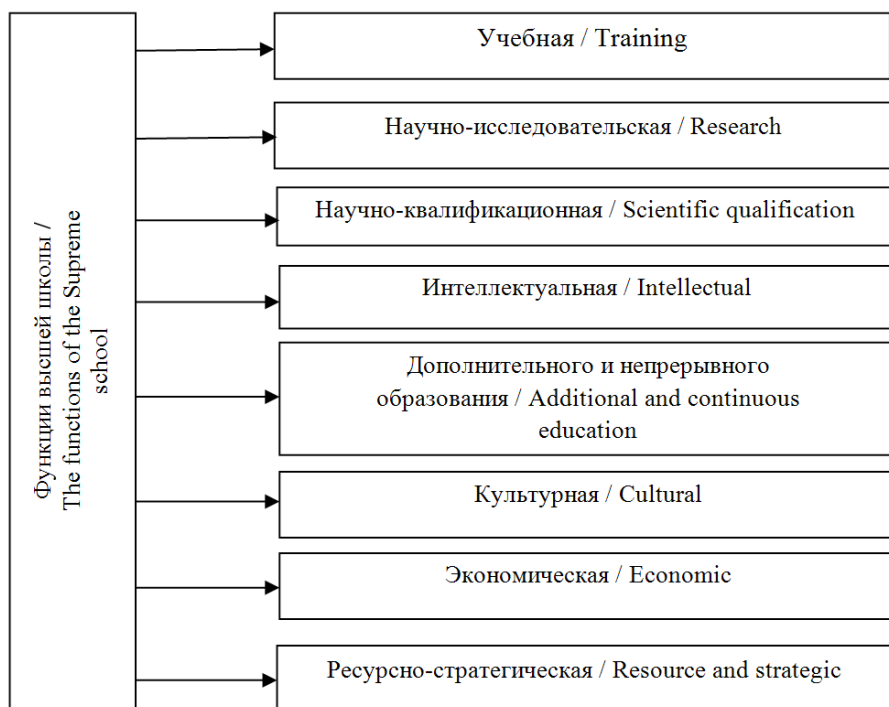 Функции высшей школы /
The functions of the Supreme
school
Учебная / Training
Научно-исследовательская / Research
Научно-квалификационная / Scientific qualification
Интеллектуальная / Intellectual
Дополнительного и непрерывного
образования / Additional and continuous
education
Культурная / Cultural
Экономическая / Economic
Ресурсно-стратегическая / Resource and strategic